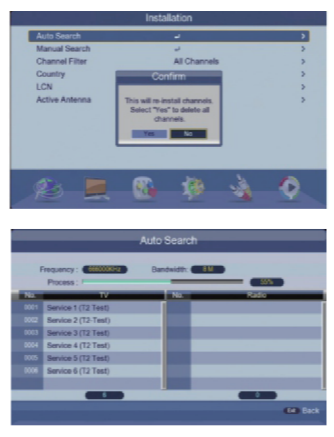 Installation
Auto Search
Manual Search
Channel Filter All Channels
Country
LCN
Active Antenna
Confirm
This will re-install channels,
Select "Yes" to delete all
channels.
Yes No
Auto Search
Frequency : Bandwidth: 8 M
Process : 55%
No. TV No. Radio
0001 Service 1 (T2 Test)
0002 Service 2 (T2 Test)
0003 Service 3 (T2 Test)
0004 Service 4 (T2 Test)
0005 Service 5 (T2 Test)
0006 Service 6 (T2 Test)
6 0
Exit Back